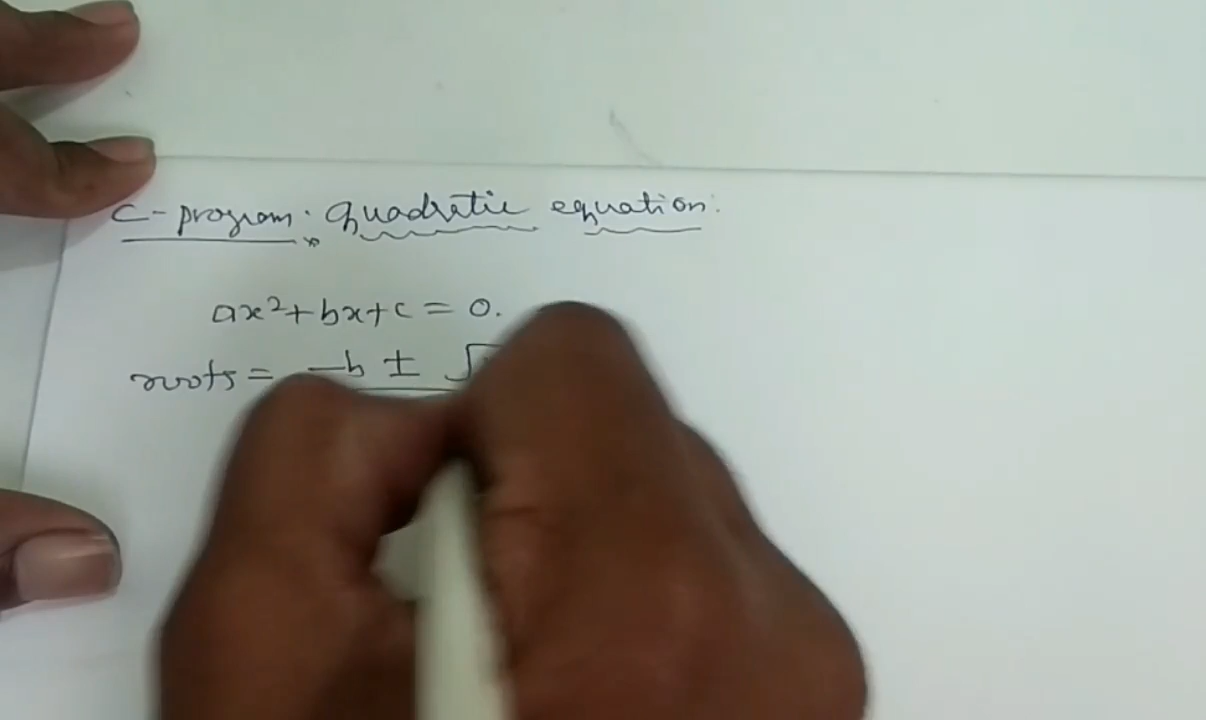 C-program: quadratic equation:
ax²+bx+c = 0.
roots = -b ± √